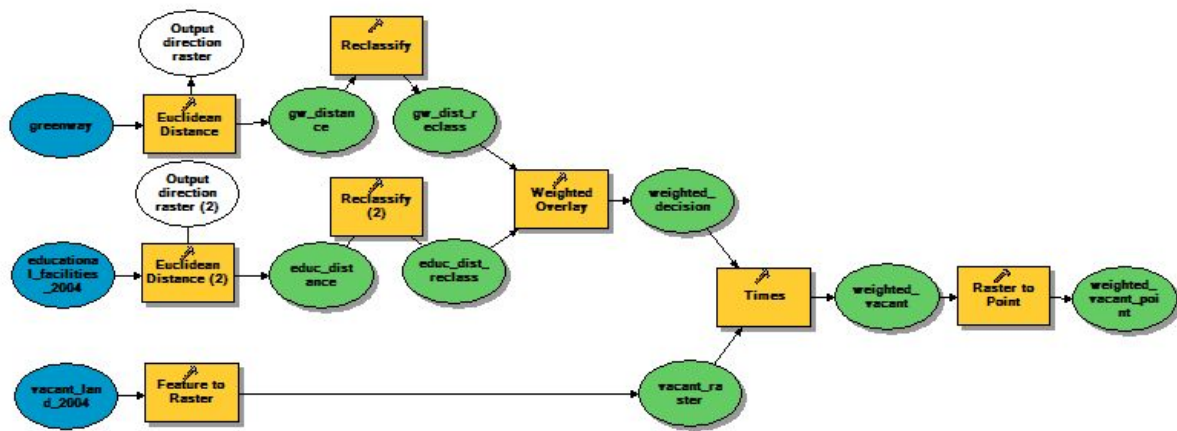 Output
direction
raster
Reclassify
greenway
Euclidean
Distance
gw_distan
ce
gw_dist_r
eclass
Output
direction
raster (2)
Reclassify
(2)
Weighted
Overlay
weighted_
decision
educationa
l_facilities
_2004
Euclidean
Distance (2)
educ_dist
ance
educ_dist_
reclass
Times
weighted_
vacant
Raster to
Point
weighted_
vacant_poi
nt
vacant_lan
d_2004
Feature to
Raster
vacant_ra
ster